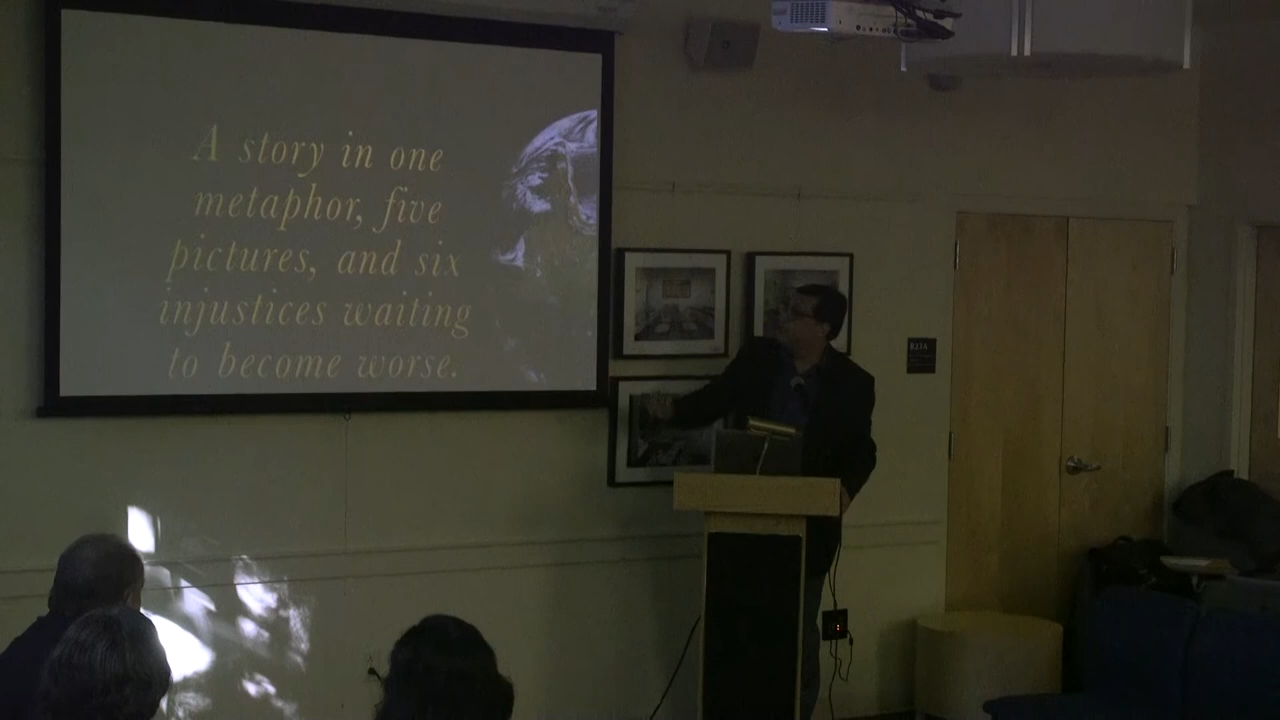 A story in one
metaphor, five
pictures, and six
injustices waiting
to become worse.